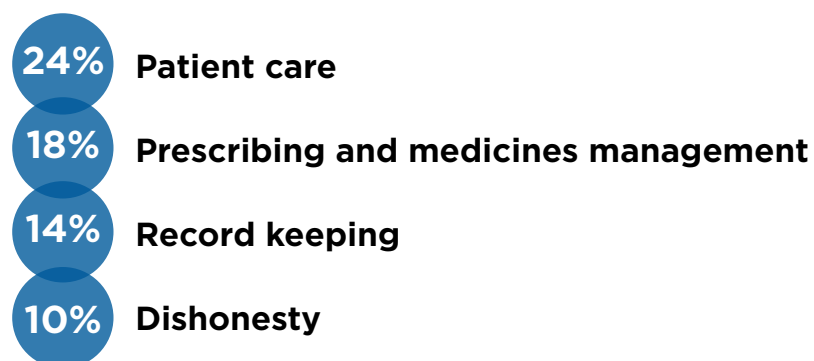 24% Patient care
18% Prescribing and medicines management
14% Record keeping
10% Dishonesty